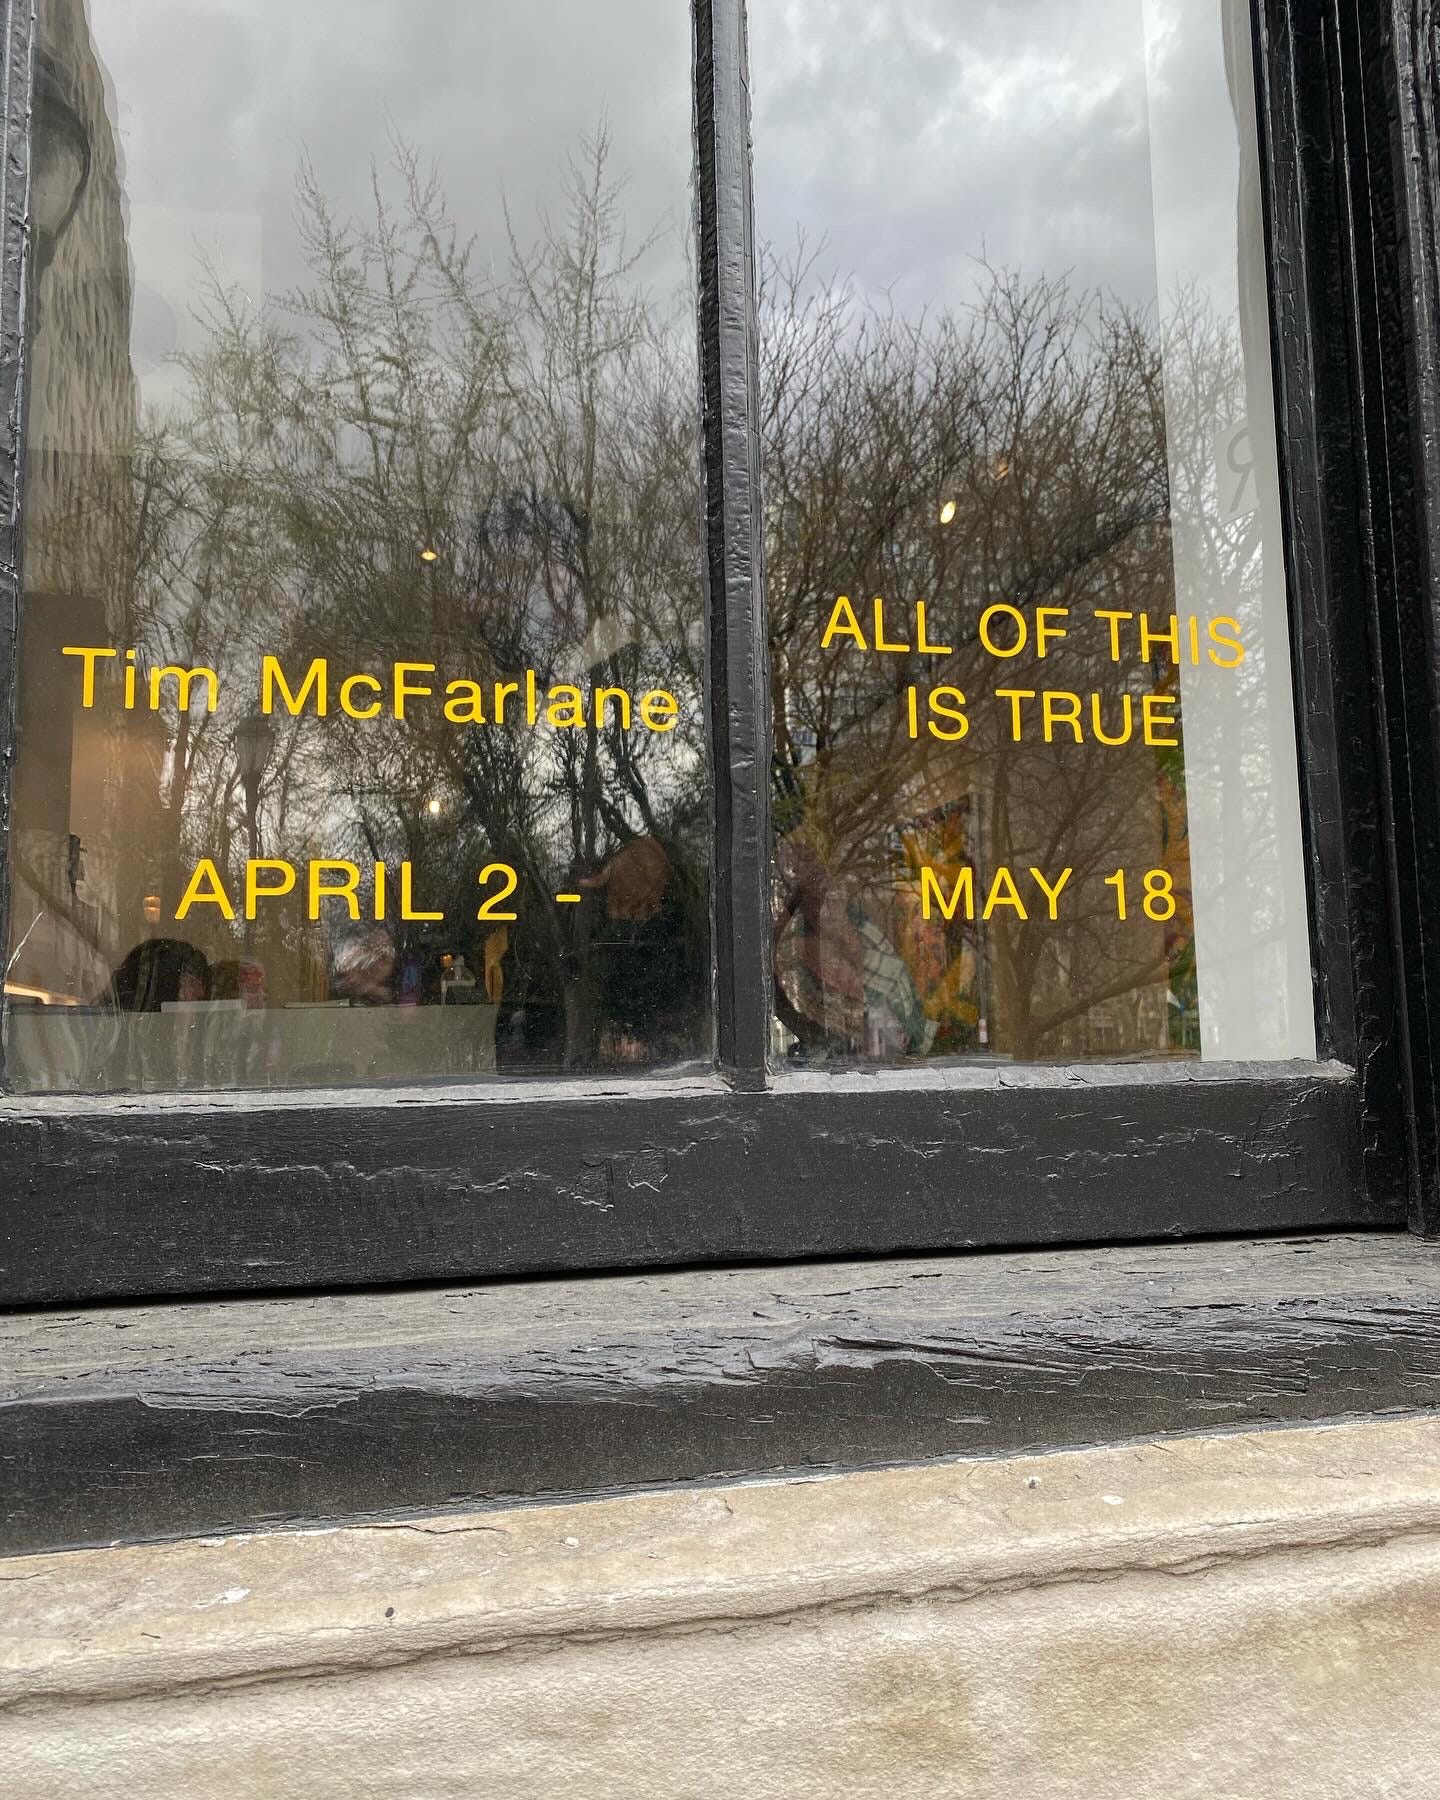 Tim McFarlane
ALL OF THIS
IS TRUE
APRIL 2 -
MAY 18